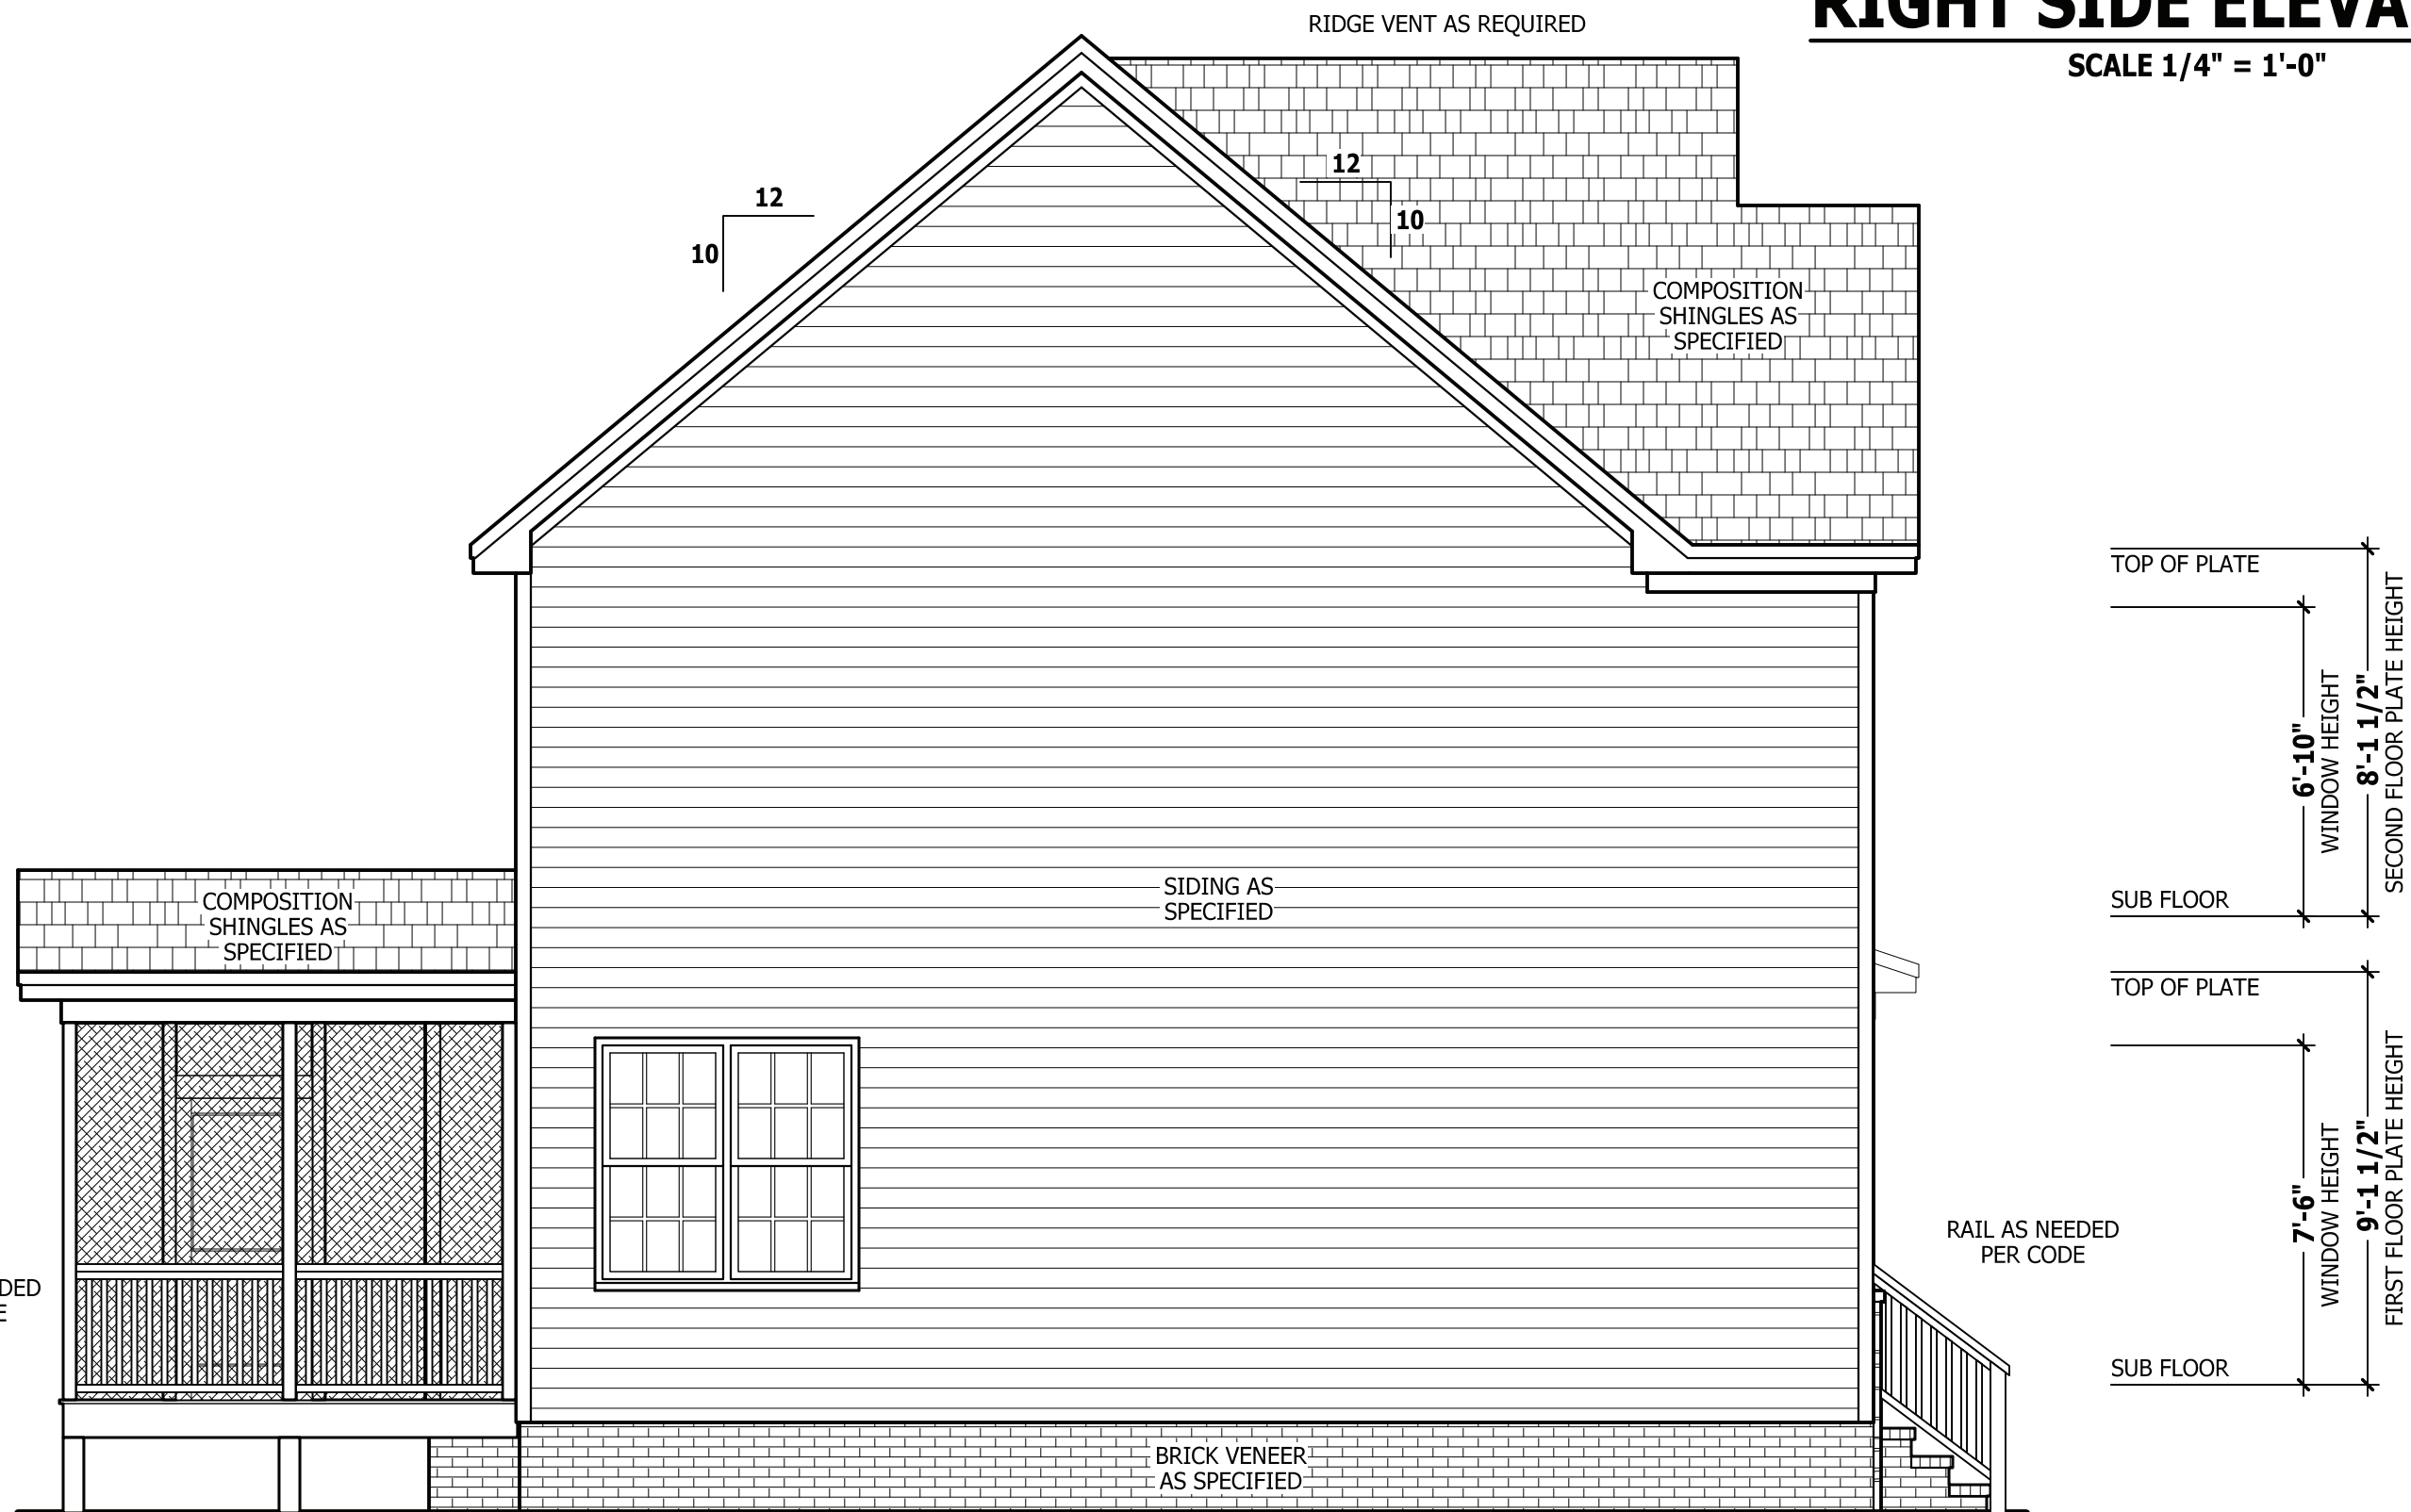 RIDGE VENT AS REQUIRED
RIGHT SIDE ELEVA
SCALE 1/4" = 1'-0"
12
10
12
10
COMPOSITION
SHINGLES AS
SPECIFIED
TOP OF PLATE
6'-10"
WINDOW HEIGHT
8'-1 1/2"
SECOND FLOOR PLATE HEIGHT
SUB FLOOR
COMPOSITION
SHINGLES AS
SPECIFIED
SIDING AS
SPECIFIED
TOP OF PLATE
7'-6"
WINDOW HEIGHT
9'-1 1/2"
FIRST FLOOR PLATE HEIGHT
SUB FLOOR
RAIL AS NEEDED
PER CODE
DED
E
BRICK VENEER
AS SPECIFIED